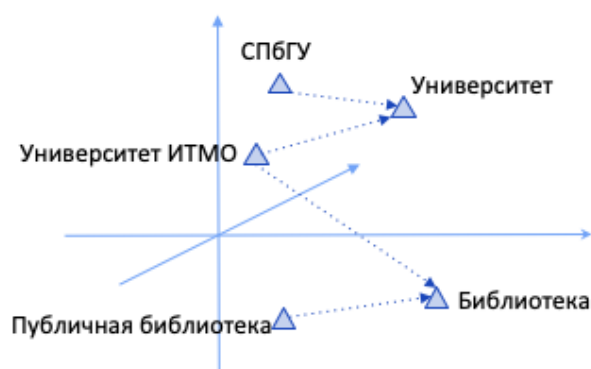 СПбГУ
Университет
Университет ИТМО
Библиотека
Публичная библиотека